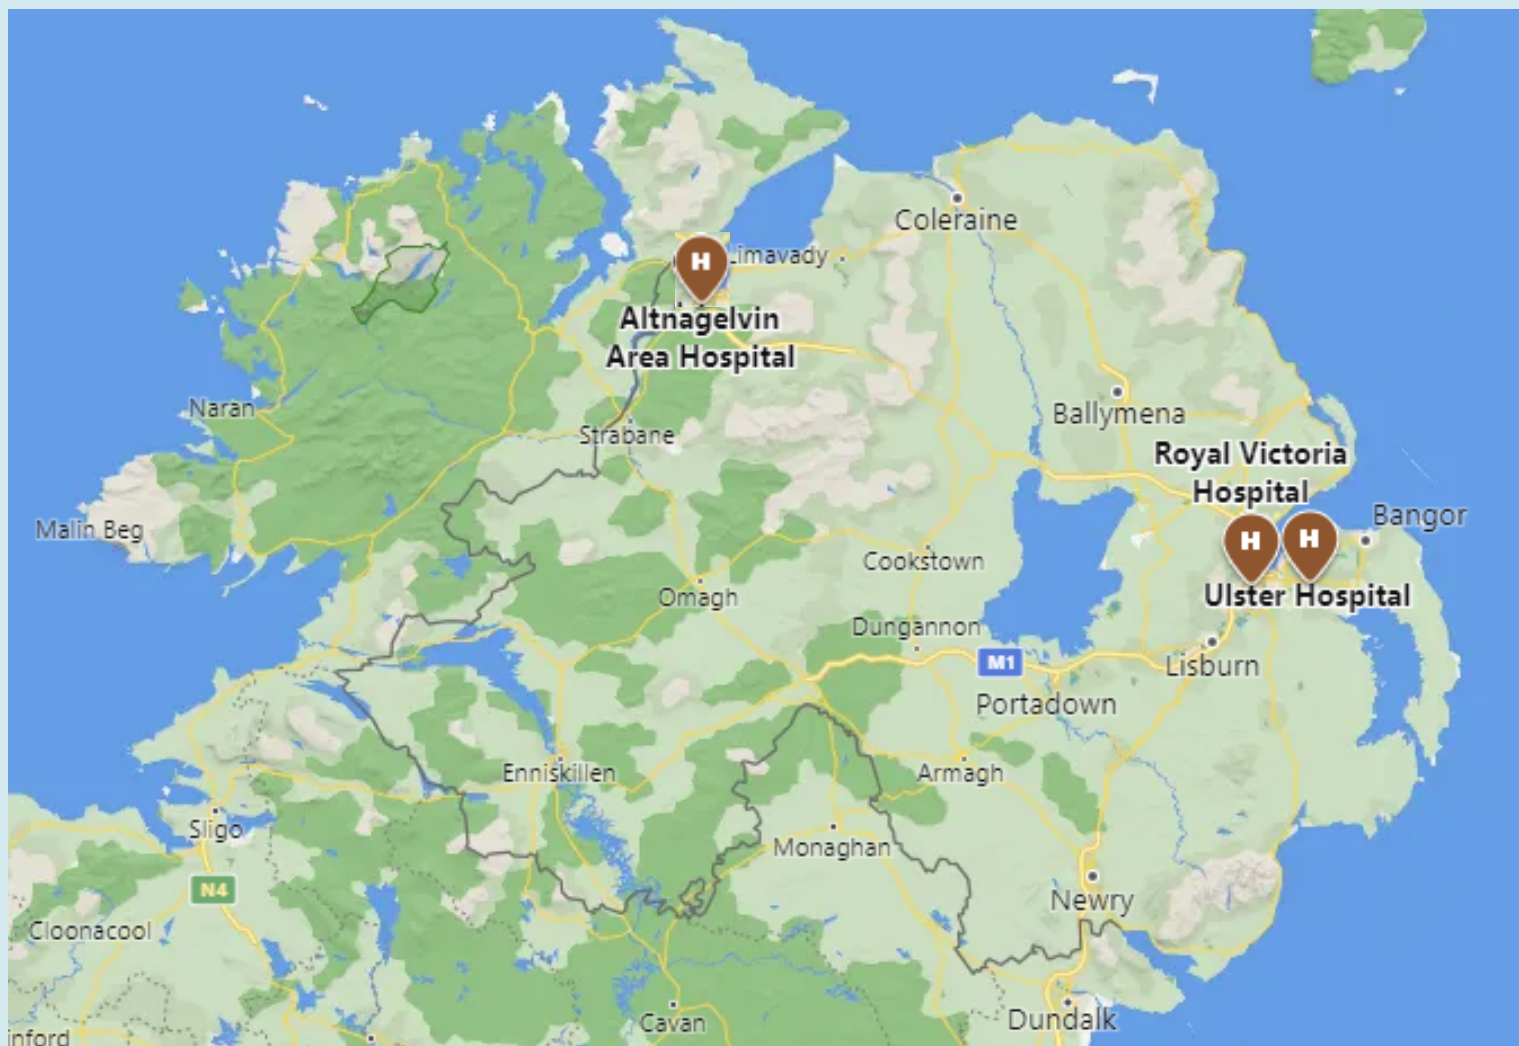 Coleraine
H
Limavady
Altnagelvin
Area Hospital
Naran
Strabane
Ballymena
Royal Victoria
Hospital
Malin Beg
Bangor
H
H
Cookstown
Omagh
Ulster Hospital
Dungannon
M1
Lisburn
Portadown
Enniskillen
Armagh
Sligo
Monaghan
N4
Newry
Cloonacool
Cavan
Dundalk
inford